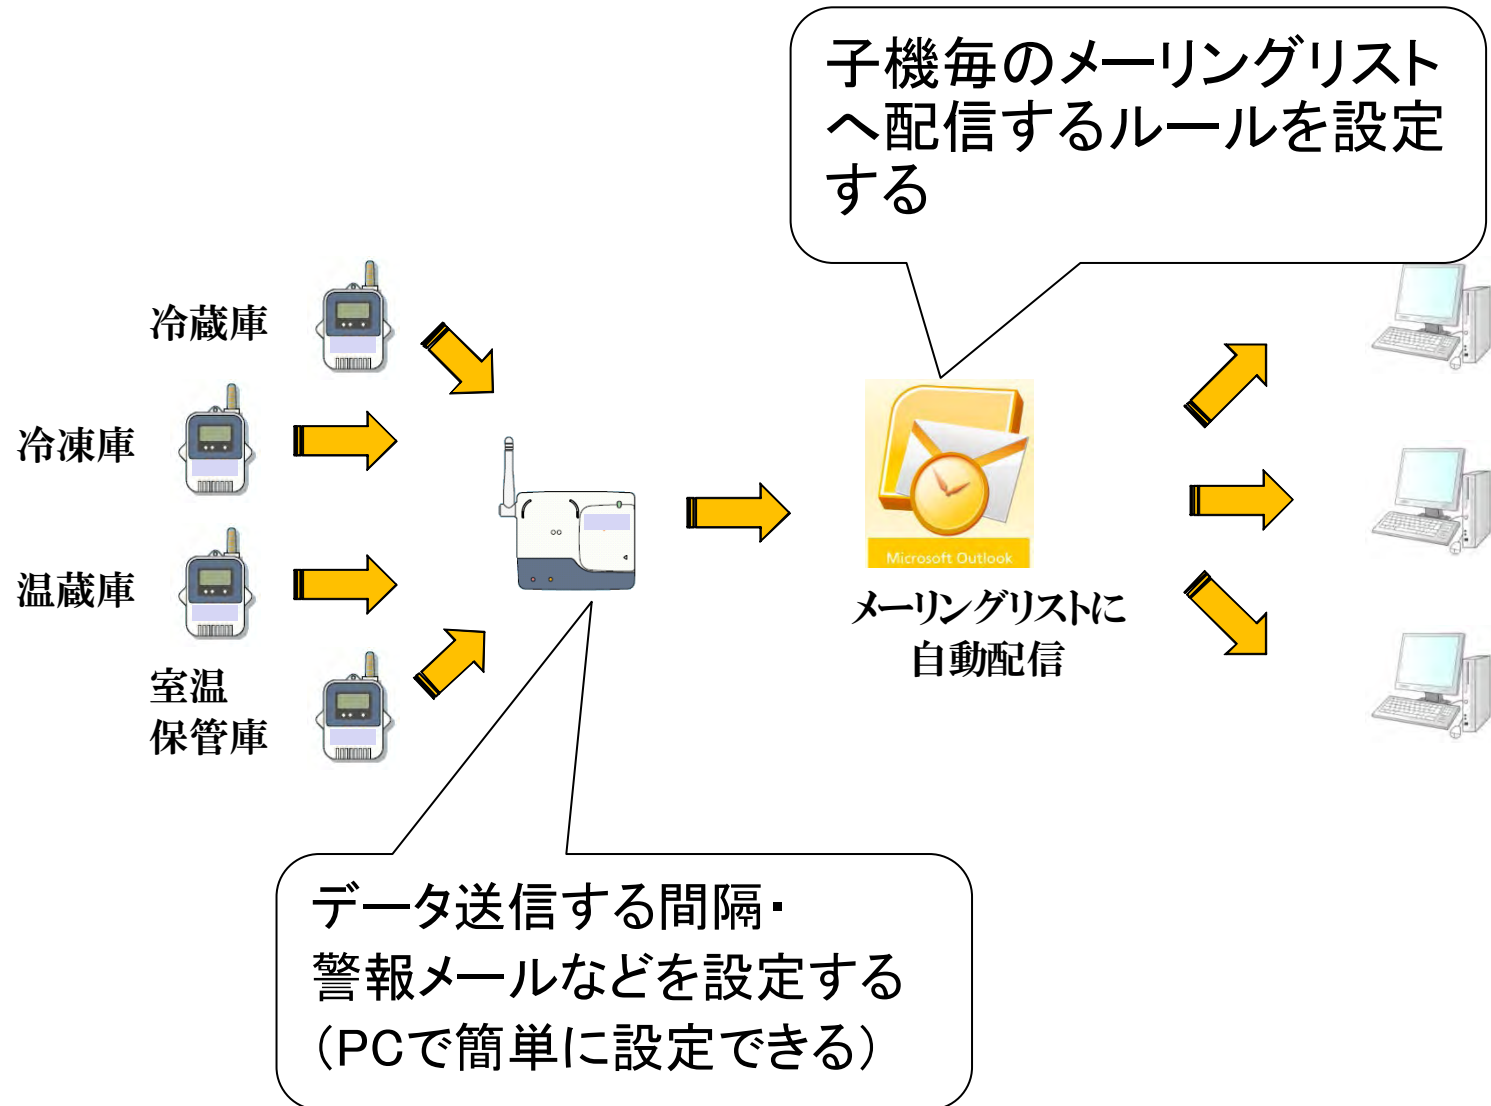 子機毎のメーリングリスト
へ配信するルールを設定
する
冷蔵庫
冷凍庫
温蔵庫
室温
保管庫
Microsoft Outlook
メーリングリストに
自動配信
データ送信する間隔・
警報メールなどを設定する
（PCで簡単に設定できる）